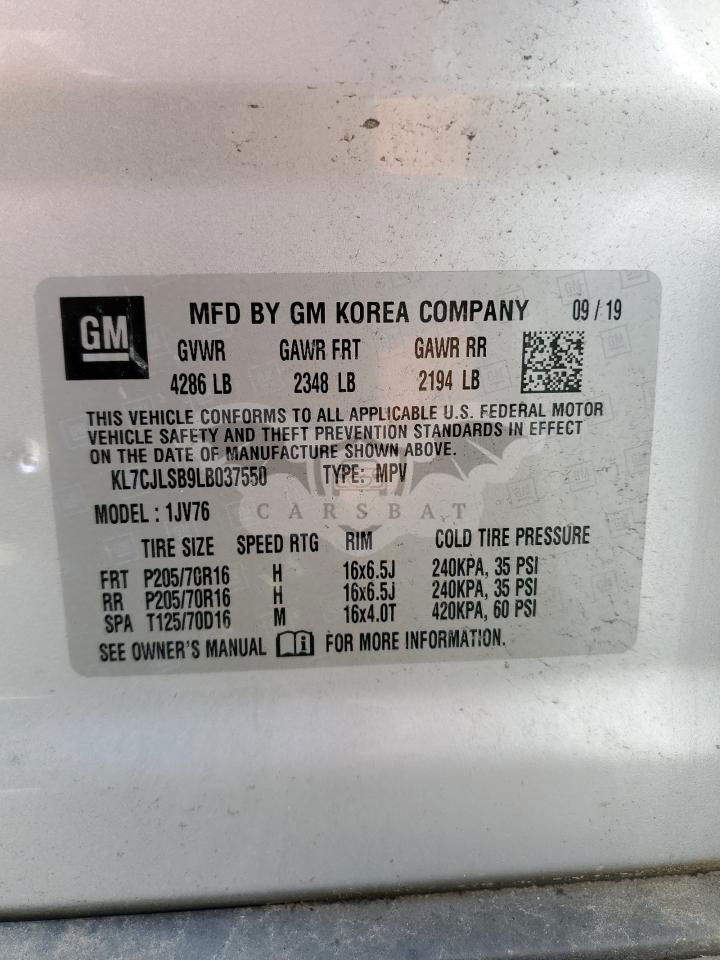 GM
MFD BY GM KOREA COMPANY 09 / 19
GVWR GAWR FRT GAWR RR
4286 LB 2348 LB 2194 LB
THIS VEHICLE CONFORMS TO ALL APPLICABLE U.S. FEDERAL MOTOR
VEHICLE SAFETY AND THEFT PREVENTION STANDARDS IN EFFECT
ON THE DATE OF MANUFACTURE SHOWN ABOVE.
KL7CJLSB9LB037550 TYPE: MPV
MODEL : 1JV76
CARSBAT
TIRE SIZE SPEED RTG RIM COLD TIRE PRESSURE
FRT P205/70R16 H 16x6.5J 240KPA, 35 PSI
RR P205/70R16 H 16x6.5J 240KPA, 35 PSI
SPA T125/70D16 M 16x4.0T 420KPA, 60 PSI
SEE OWNER'S MANUAL i FOR MORE INFORMATION.